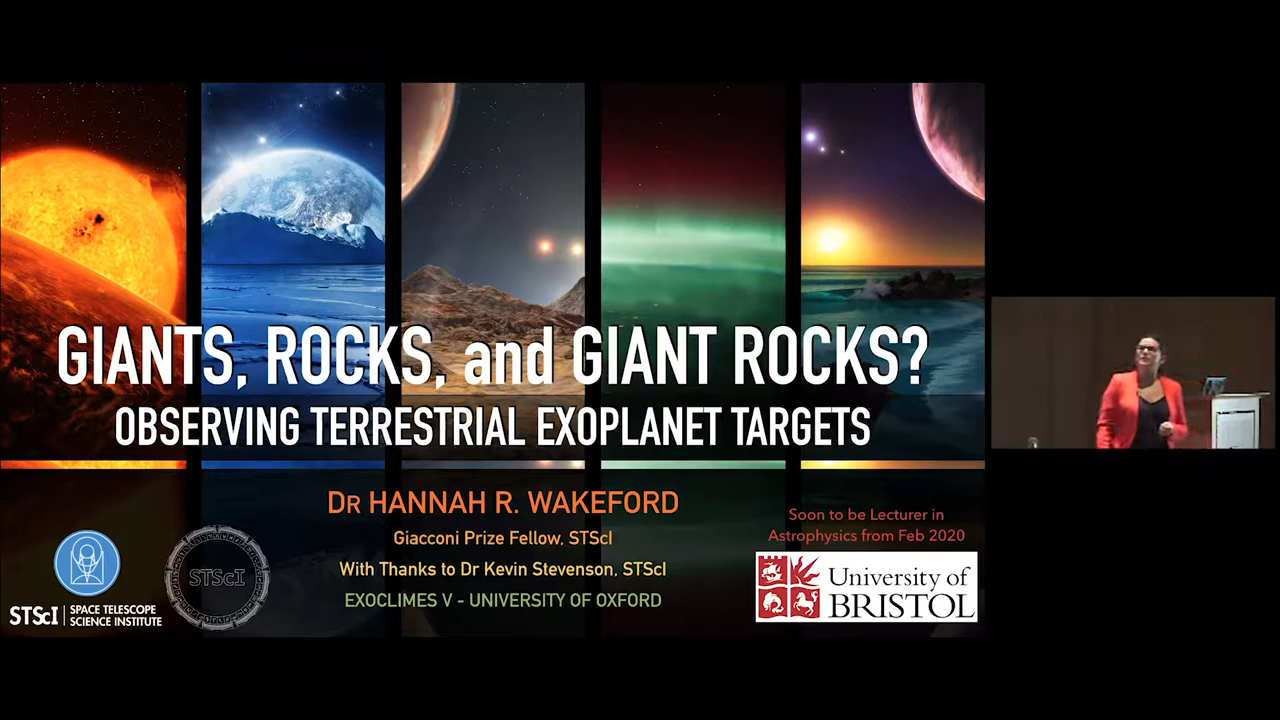 GIANTS, ROCKS, and GIANT ROCKS?
OBSERVING TERRESTRIAL EXOPLANET TARGETS
DR HANNAH R. WAKEFORD
Giacconi Prize Fellow, STScI
With Thanks to Dr Kevin Stevenson, STScI
EXOCLIMES V - UNIVERSITY OF OXFORD
Soon to be Lecturer in
Astrophysics from Feb 2020
University of
BRISTOL
STScI | SPACE TELESCOPE
SCIENCE INSTITUTE
STScI